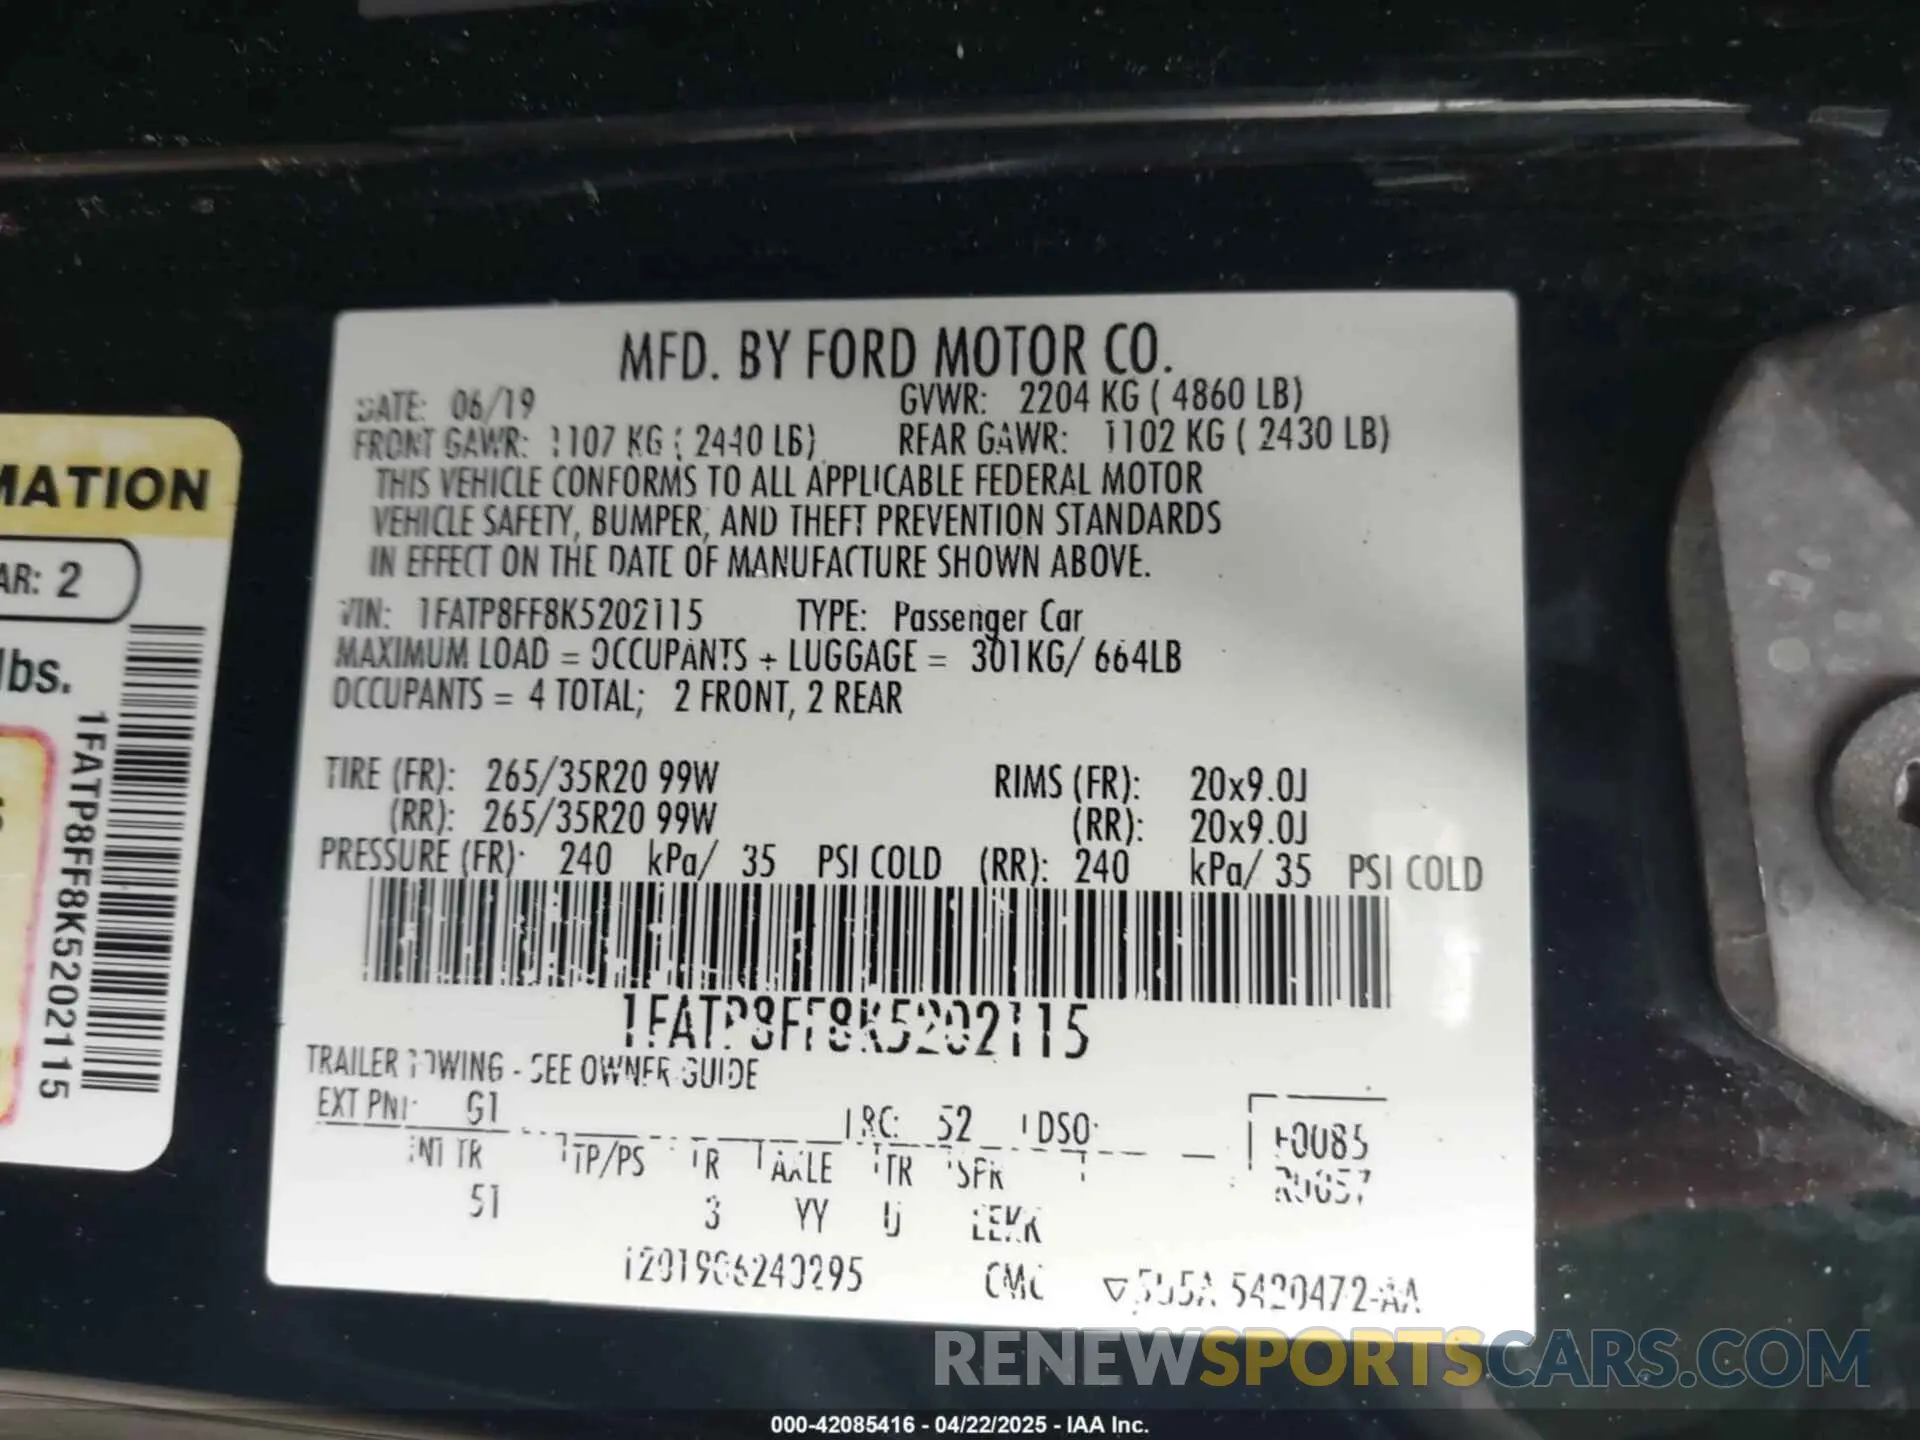 MFD. BY FORD MOTOR CO.
DATE: 06/19 GVWR: 2204 KG ( 4860 LB)
FRONT GAWR: 1107 KG ( 2440 LB) REAR GAWR: 1102 KG ( 2430 LB)
THIS VEHICLE CONFORMS TO ALL APPLICABLE FEDERAL MOTOR
VEHICLE SAFETY, BUMPER, AND THEFT PREVENTION STANDARDS
IN EFFECT ON THE DATE OF MANUFACTURE SHOWN ABOVE.
VIN: 1FATP8FF8K5202115 TYPE: Passenger Car
MAXIMUM LOAD = OCCUPANTS + LUGGAGE = 301KG/ 664LB
OCCUPANTS = 4 TOTAL; 2 FRONT, 2 REAR
TIRE (FR): 265/35R20 99W RIMS (FR): 20x9.0J
(RR): 265/35R20 99W (RR): 20x9.0J
PRESSURE (FR): 240 kPa/ 35 PSI COLD (RR): 240 kPa/ 35 PSI COLD
1FATP8FF8K5202115
TRAILER TOWING - SEE OWNER GUIDE
EXT PNT: G1 RC: 52 DSO: F0085
INT TR TP/PS R AXLE TR SPR R0057
51 3 YY U
CMC 5420472-AA
MATION
AR: 2
lbs.
1FATP8FF8K5202115
RENEWSPORTSCARS.COM
000-42085416 - 04/22/2025 - IAA Inc.